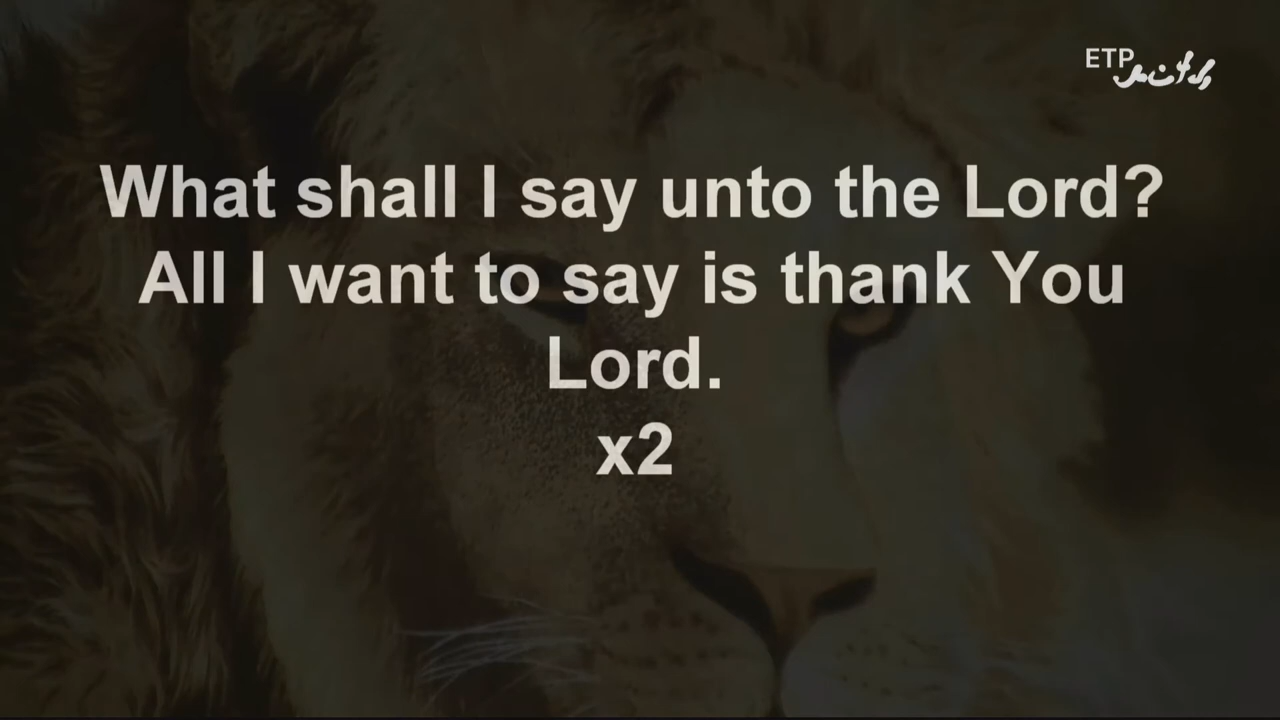 ETP
What shall I say unto the Lord?
All I want to say is thank You
Lord.
x2